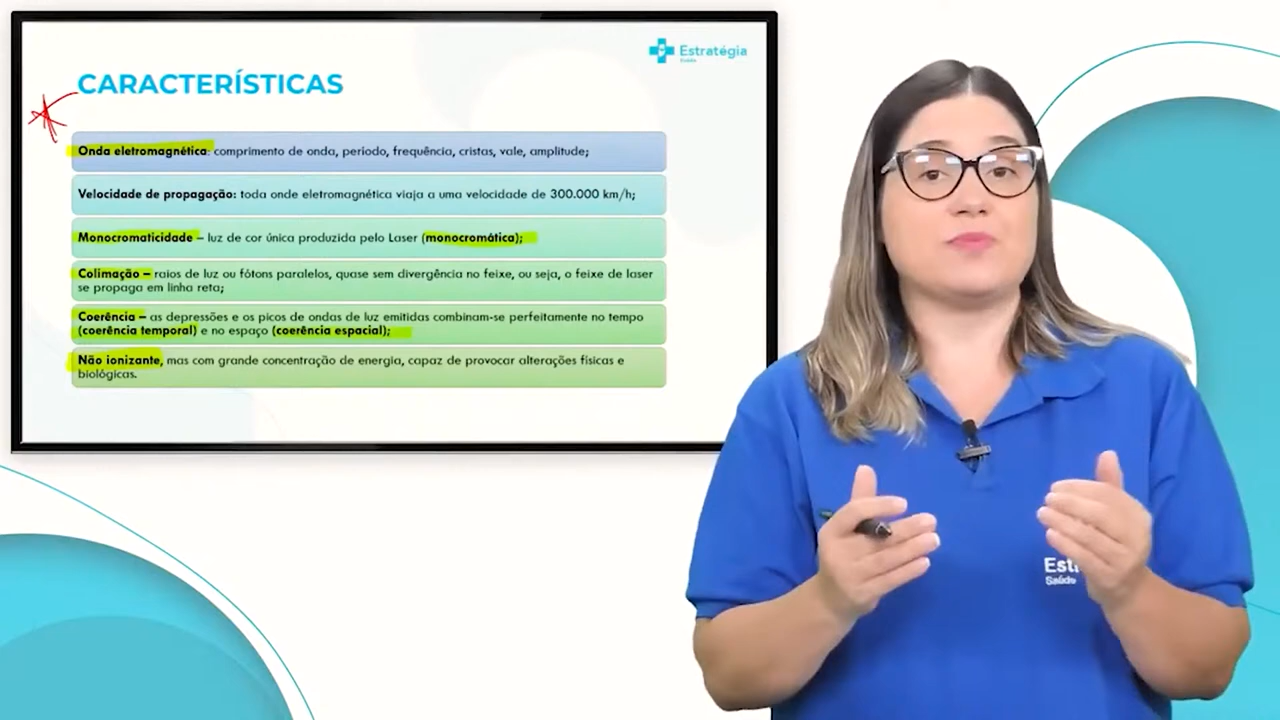 Estratégia
Saúde
CARACTERÍSTICAS
Onda eletromagnética: comprimento de onda, período, frequência, cristas, vale, amplitude;
Velocidade de propagação: toda onde eletromagnética viaja a uma velocidade de 300.000 km/h;
Monocromaticidade – luz de cor única produzida pelo Laser (monocromática);
Colimação – raios de luz ou fótons paralelos, quase sem divergência no feixe, ou seja, o feixe de laser
se propaga em linha reta;
Coerência – as depressões e os picos de ondas de luz emitidas combinam-se perfeitamente no tempo
(coerência temporal) e no espaço (coerência espacial);
Não ionizante, mas com grande concentração de energia, capaz de provocar alterações físicas e
biológicas.
Est
Saúde